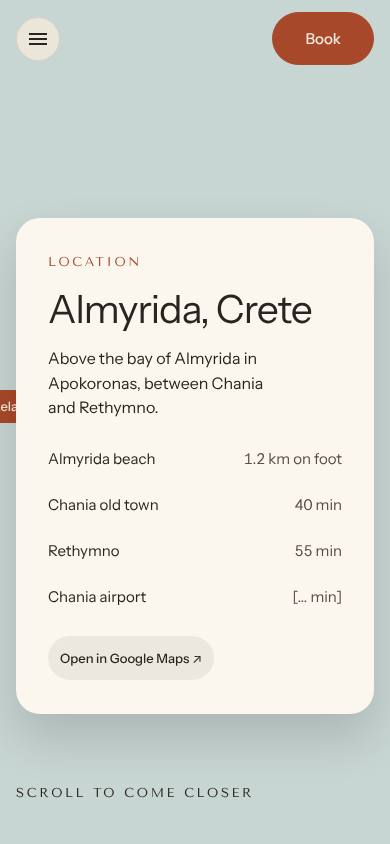 Book
LOCATION
Almyrida, Crete
Above the bay of Almyrida in
Apokoronas, between Chania
and Rethymno.
Almyrida beach 1.2 km on foot
Chania old town 40 min
Rethymno 55 min
Chania airport [… min]
Open in Google Maps ↗
SCROLL TO COME CLOSER